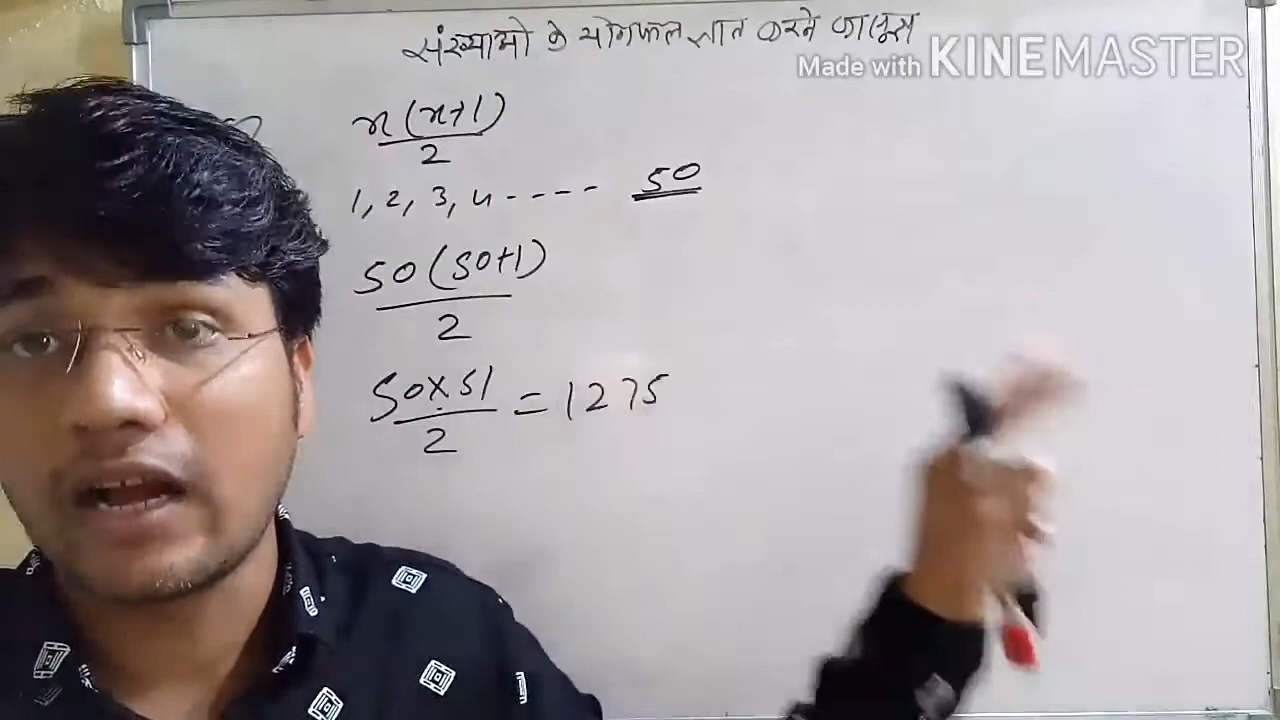 संख्याओ के योगफल ज्ञात करने का
Made with KINEMASTER
n(n+1)
2
1, 2, 3, 4 - - - - 50
50(50+1)
2
50×51 = 1275
2